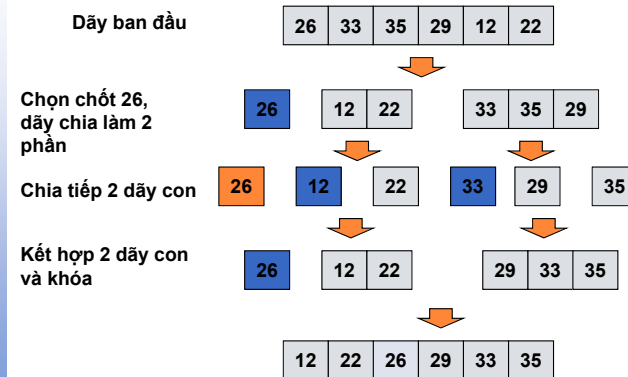 Dãy ban đầu
26 33 35 29 12 22
Chọn chốt 26,
dãy chia làm 2
phần
26 12 22 33 35 29
Chia tiếp 2 dãy con
26 12 22 33 29 35
Kết hợp 2 dãy con
và khóa
26 12 22 29 33 35
12 22 26 29 33 35